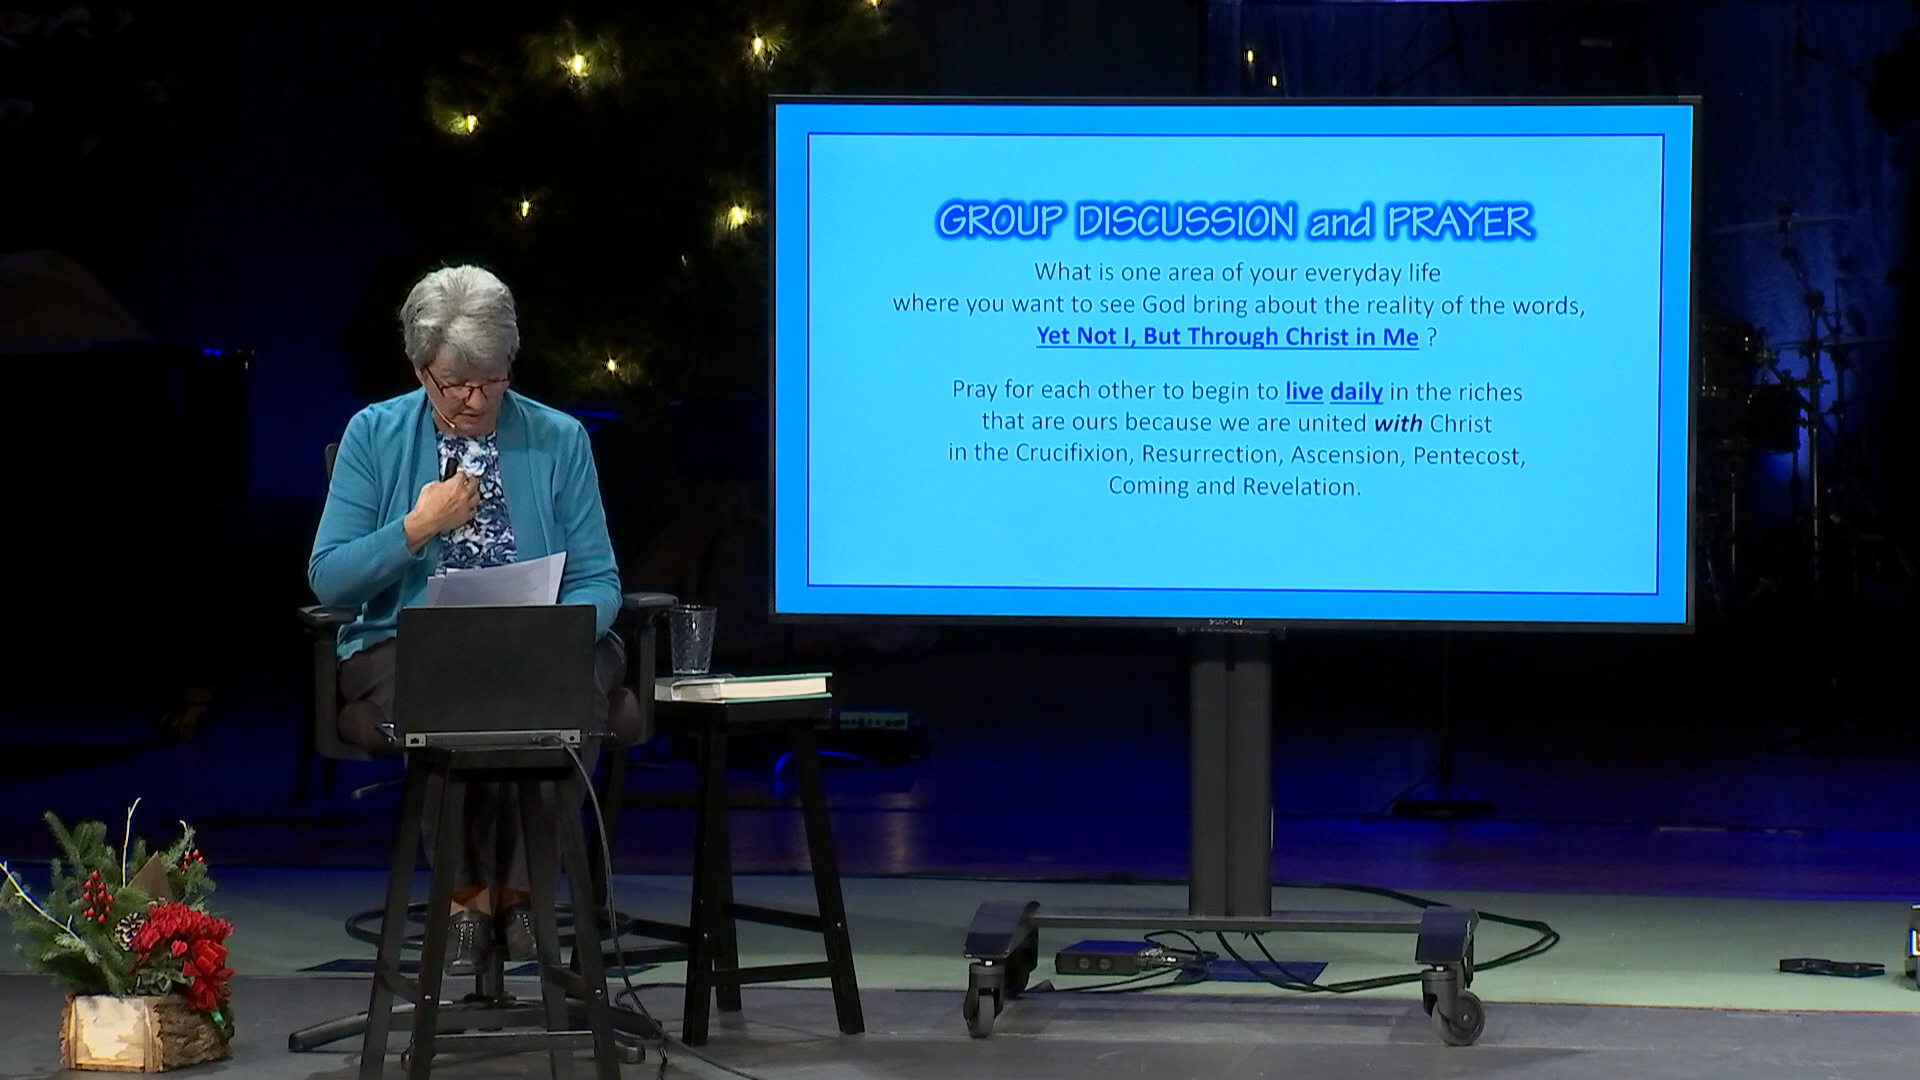 GROUP DISCUSSION and PRAYER
What is one area of your everyday life
where you want to see God bring about the reality of the words,
Yet Not I, But Through Christ in Me ?
Pray for each other to begin to live daily in the riches
that are ours because we are united with Christ
in the Crucifixion, Resurrection, Ascension, Pentecost,
Coming and Revelation.